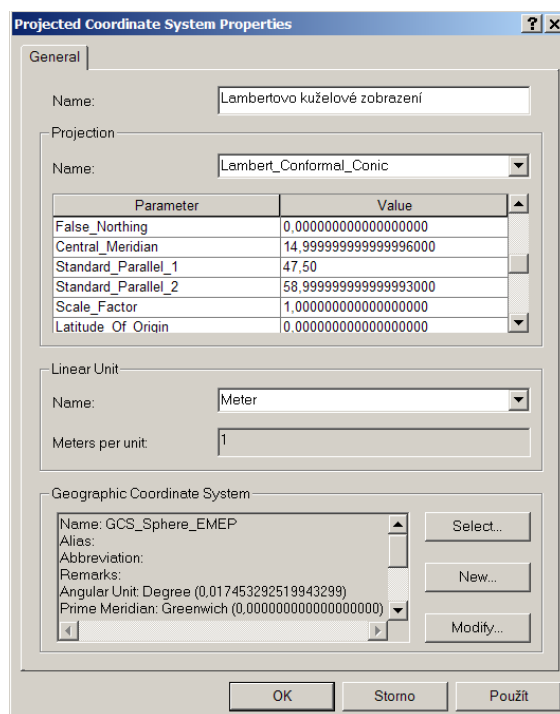 Projected Coordinate System Properties
General
Name: Lambertovo kuželové zobrazení
Projection
Name: Lambert_Conformal_Conic
Parameter Value
False_Northing 0,000000000000000000
Central_Meridian 14,999999999999996000
Standard_Parallel_1 47,50
Standard_Parallel_2 58,999999999999993000
Scale_Factor 1,000000000000000000
Latitude_Of_Origin 0,000000000000000000
Linear Unit
Name: Meter
Meters per unit: 1
Geographic Coordinate System
Name: GCS_Sphere_EMEP
Alias:
Abbreviation:
Remarks:
Angular Unit: Degree (0,017453292519943299)
Prime Meridian: Greenwich (0,000000000000000000)
Select...
New...
Modify...
OK Storno Použít